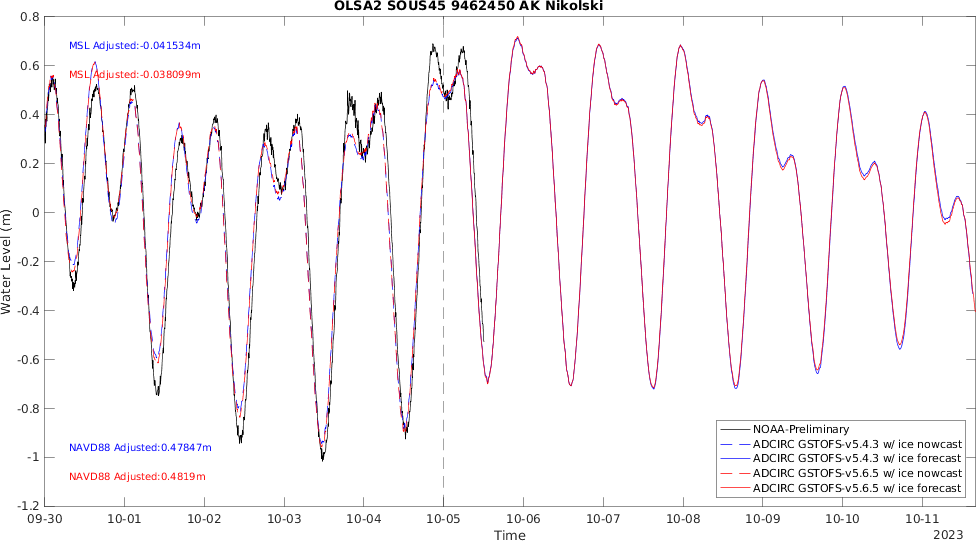 OLSA2 SOUS45 9462450 AK Nikolski
0.8
0.6
0.4
0.2
0
-0.2
-0.4
-0.6
-0.8
-1
-1.2
Water Level (m)
MSL Adjusted:-0.041534m
MSL Adjusted:-0.038099m
NAVD88 Adjusted:0.47847m
NAVD88 Adjusted:0.4819m
NOAA-Preliminary
ADCIRC GSTOFS-v5.4.3 w/ ice nowcast
ADCIRC GSTOFS-v5.4.3 w/ ice forecast
ADCIRC GSTOFS-v5.6.5 w/ ice nowcast
ADCIRC GSTOFS-v5.6.5 w/ ice forecast
09-30 10-01 10-02 10-03 10-04 10-05 10-06 10-07 10-08 10-09 10-10 10-11
Time
2023